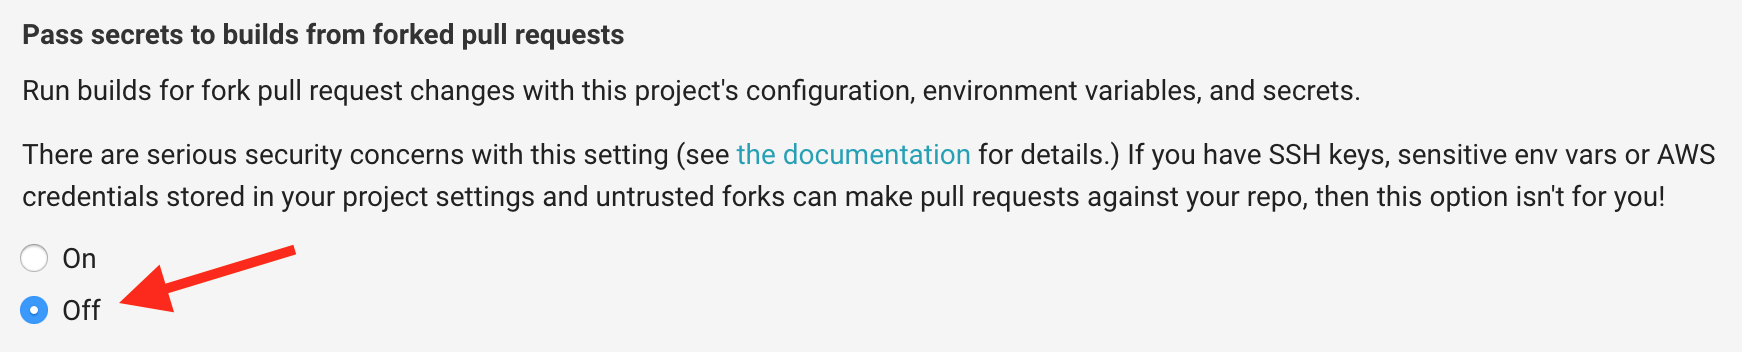 Pass secrets to builds from forked pull requests
Run builds for fork pull request changes with this project's configuration, environment variables, and secrets.
There are serious security concerns with this setting (see the documentation for details.) If you have SSH keys, sensitive env vars or AWS
credentials stored in your project settings and untrusted forks can make pull requests against your repo, then this option isn't for you!
On
Off